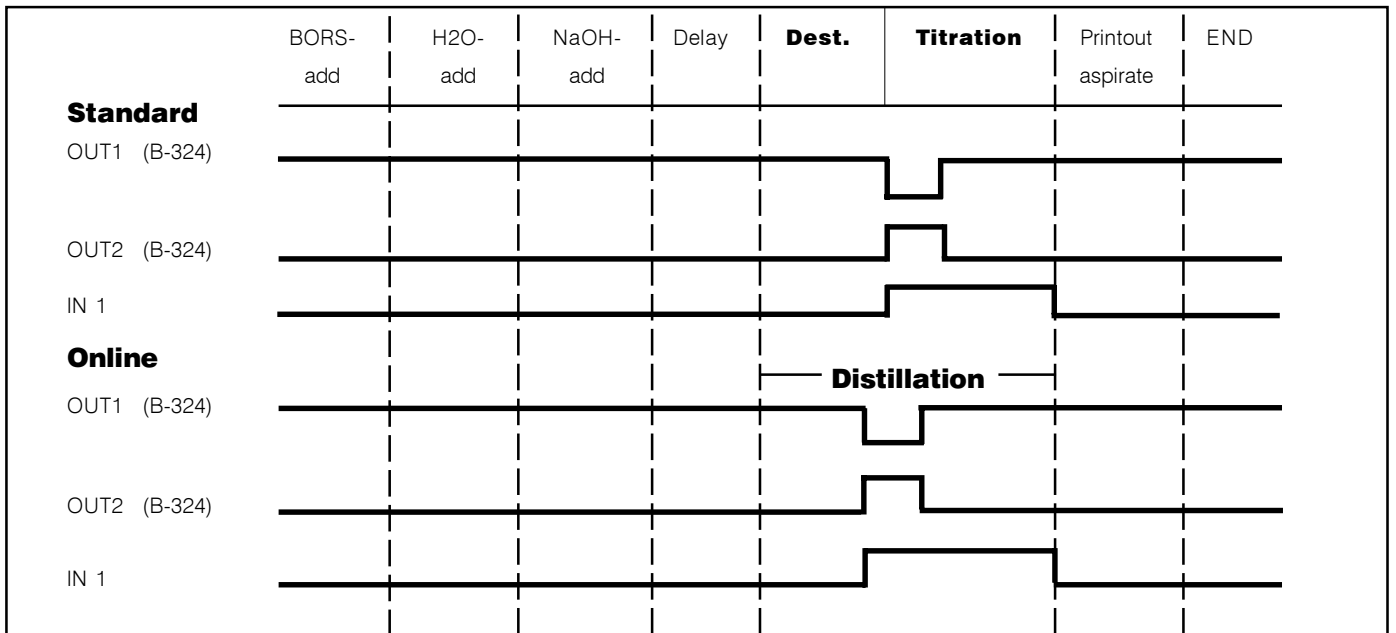 BORS- H2O- NaOH- Delay Dest. Titration Printout END
add add add aspirate
Standard
OUT1 (B-324)
OUT2 (B-324)
IN 1
Online
Distillation
OUT1 (B-324)
OUT2 (B-324)
IN 1